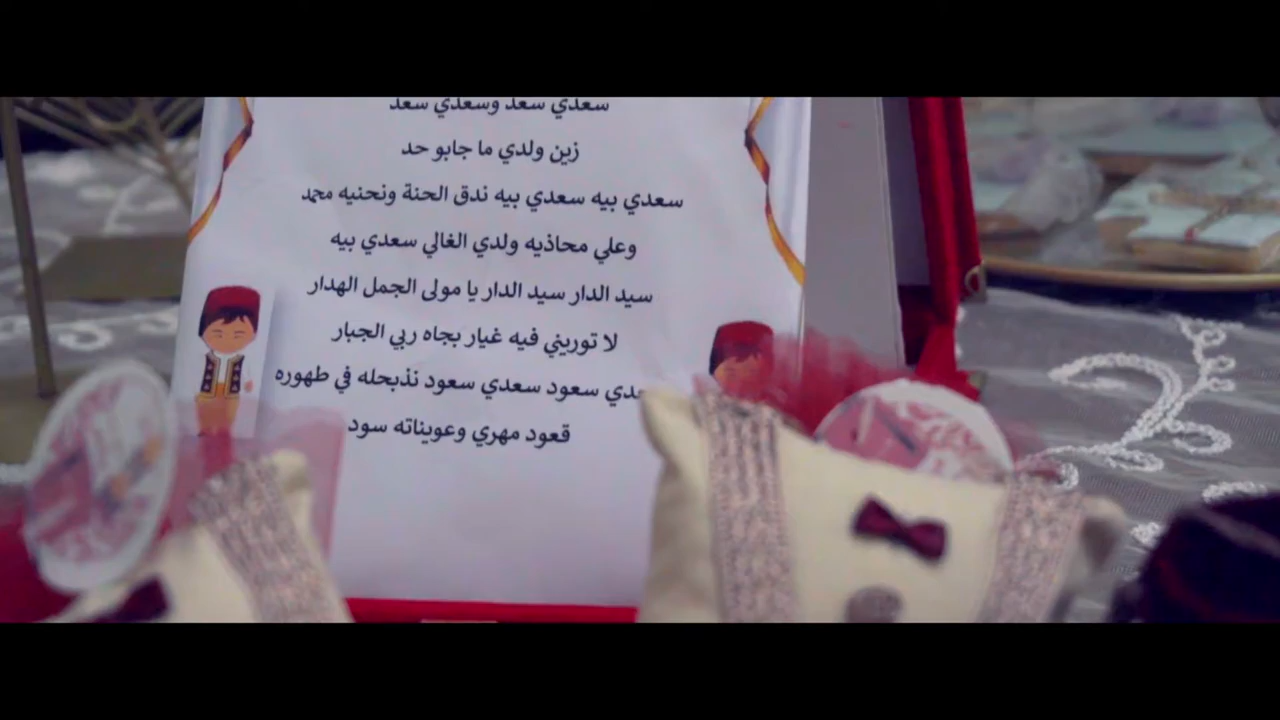 سعدي سعد وسعدي سعد
زين ولدي ما جابو حد
سعدي بيه سعدي بيه ندق الحنة ونحنيه محمد
وعلي محاذيه ولدي الغالي سعدي بيه
سيد الدار سيد الدار يا مولى الجمل الهدار
لا توريني فيه غيار بجاه ربي الجبار
سعود سعدي سعود نذبحله في طهوره
قعود مهري وعويناته سود